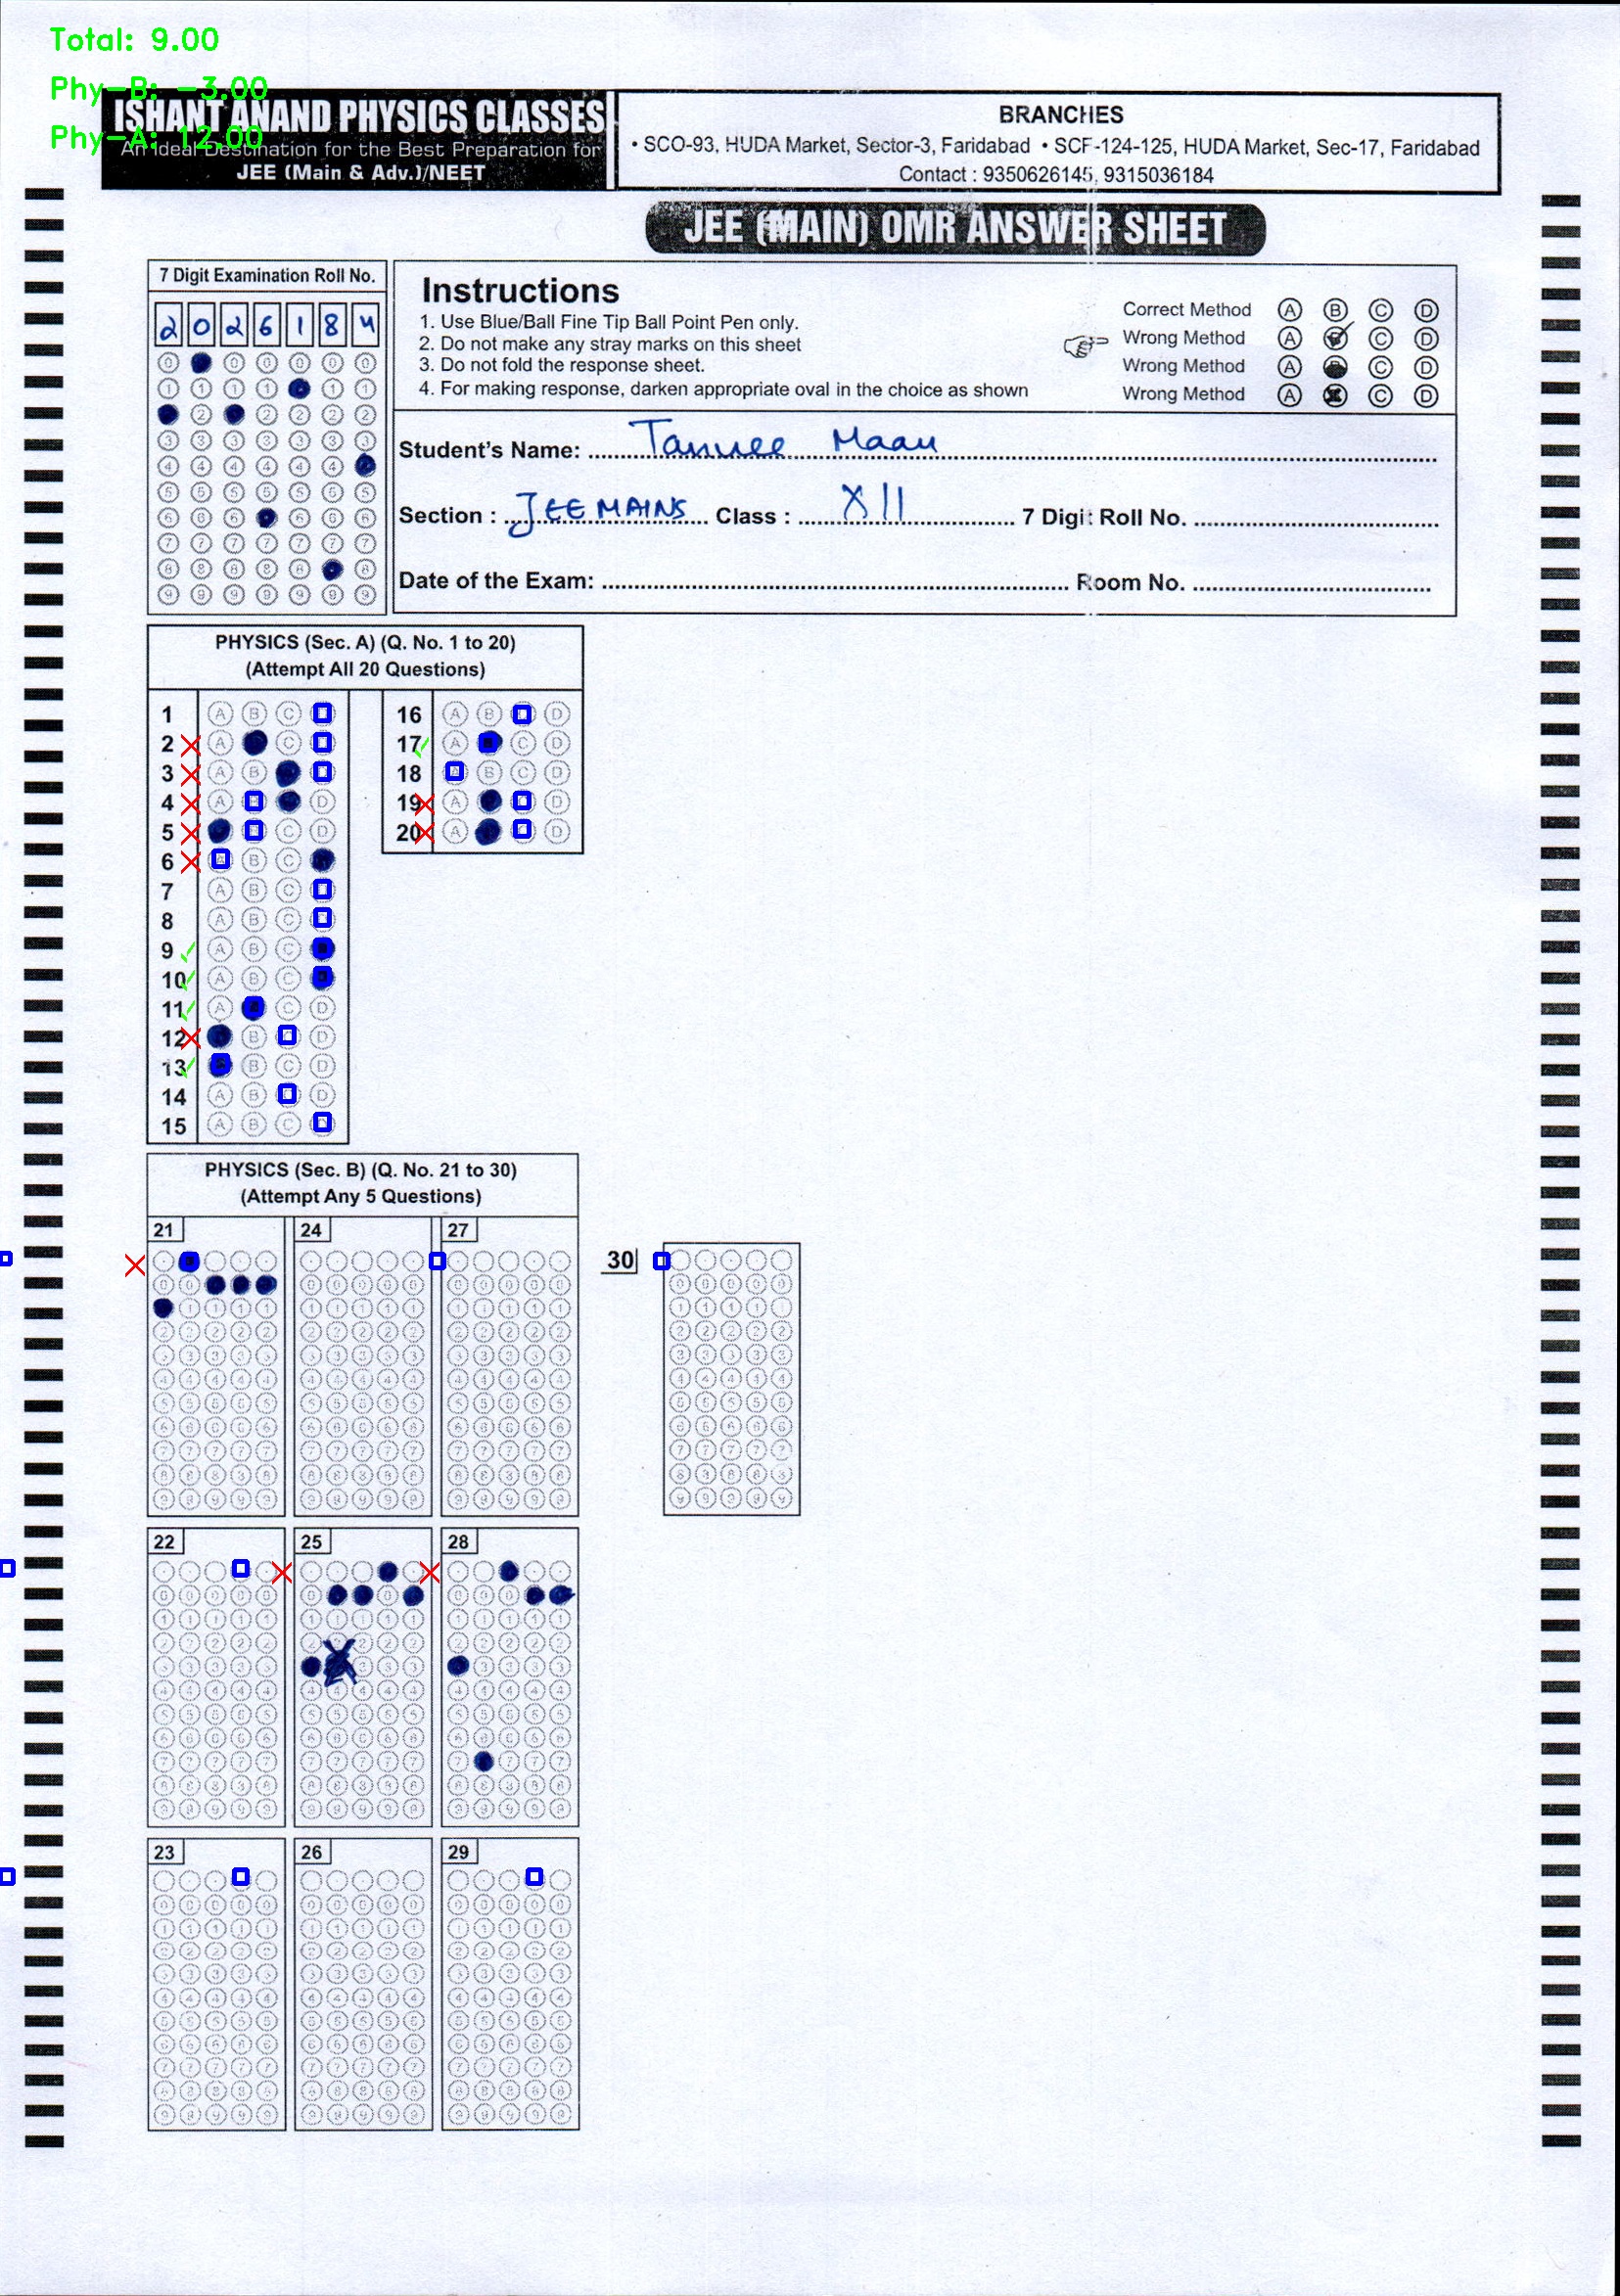 Total: 9.00
Phy-B: -3.00
Phy-A: 12.00
ISHANT ANAND PHYSICS CLASSES
An Ideal Destination for the Best Preparation for
JEE (Main & Adv.)/NEET
BRANCHES
• SCO-93, HUDA Market, Sector-3, Faridabad • SCF-124-125, HUDA Market, Sec-17, Faridabad
Contact : 9350626145, 9315036184
JEE (MAIN) OMR ANSWER SHEET
7 Digit Examination Roll No.
2 0 2 6 1 8 4
Instructions
1. Use Blue/Ball Fine Tip Ball Point Pen only.
2. Do not make any stray marks on this sheet
3. Do not fold the response sheet.
4. For making response, darken appropriate oval in the choice as shown
Correct Method A B C D
Wrong Method A C D
Wrong Method A C D
Wrong Method A C D
Student's Name: Tannee Maan
Section : JEE MAINS Class : XII 7 Digit Roll No.
Date of the Exam: Room No.
PHYSICS (Sec. A) (Q. No. 1 to 20)
(Attempt All 20 Questions)
1 A B C
2 A C
3 A B
4 A D
5 C D
6 B C
7 A B C
8 A B C
9 A B C
10 A B C
11 A C D
12 B D
13 B C D
14 A B D
15 A B C
16 A B D
17 A C D
18 B C D
19 A D
20 A D
PHYSICS (Sec. B) (Q. No. 21 to 30)
(Attempt Any 5 Questions)
21
24
27
30
22
25
28
23
26
29